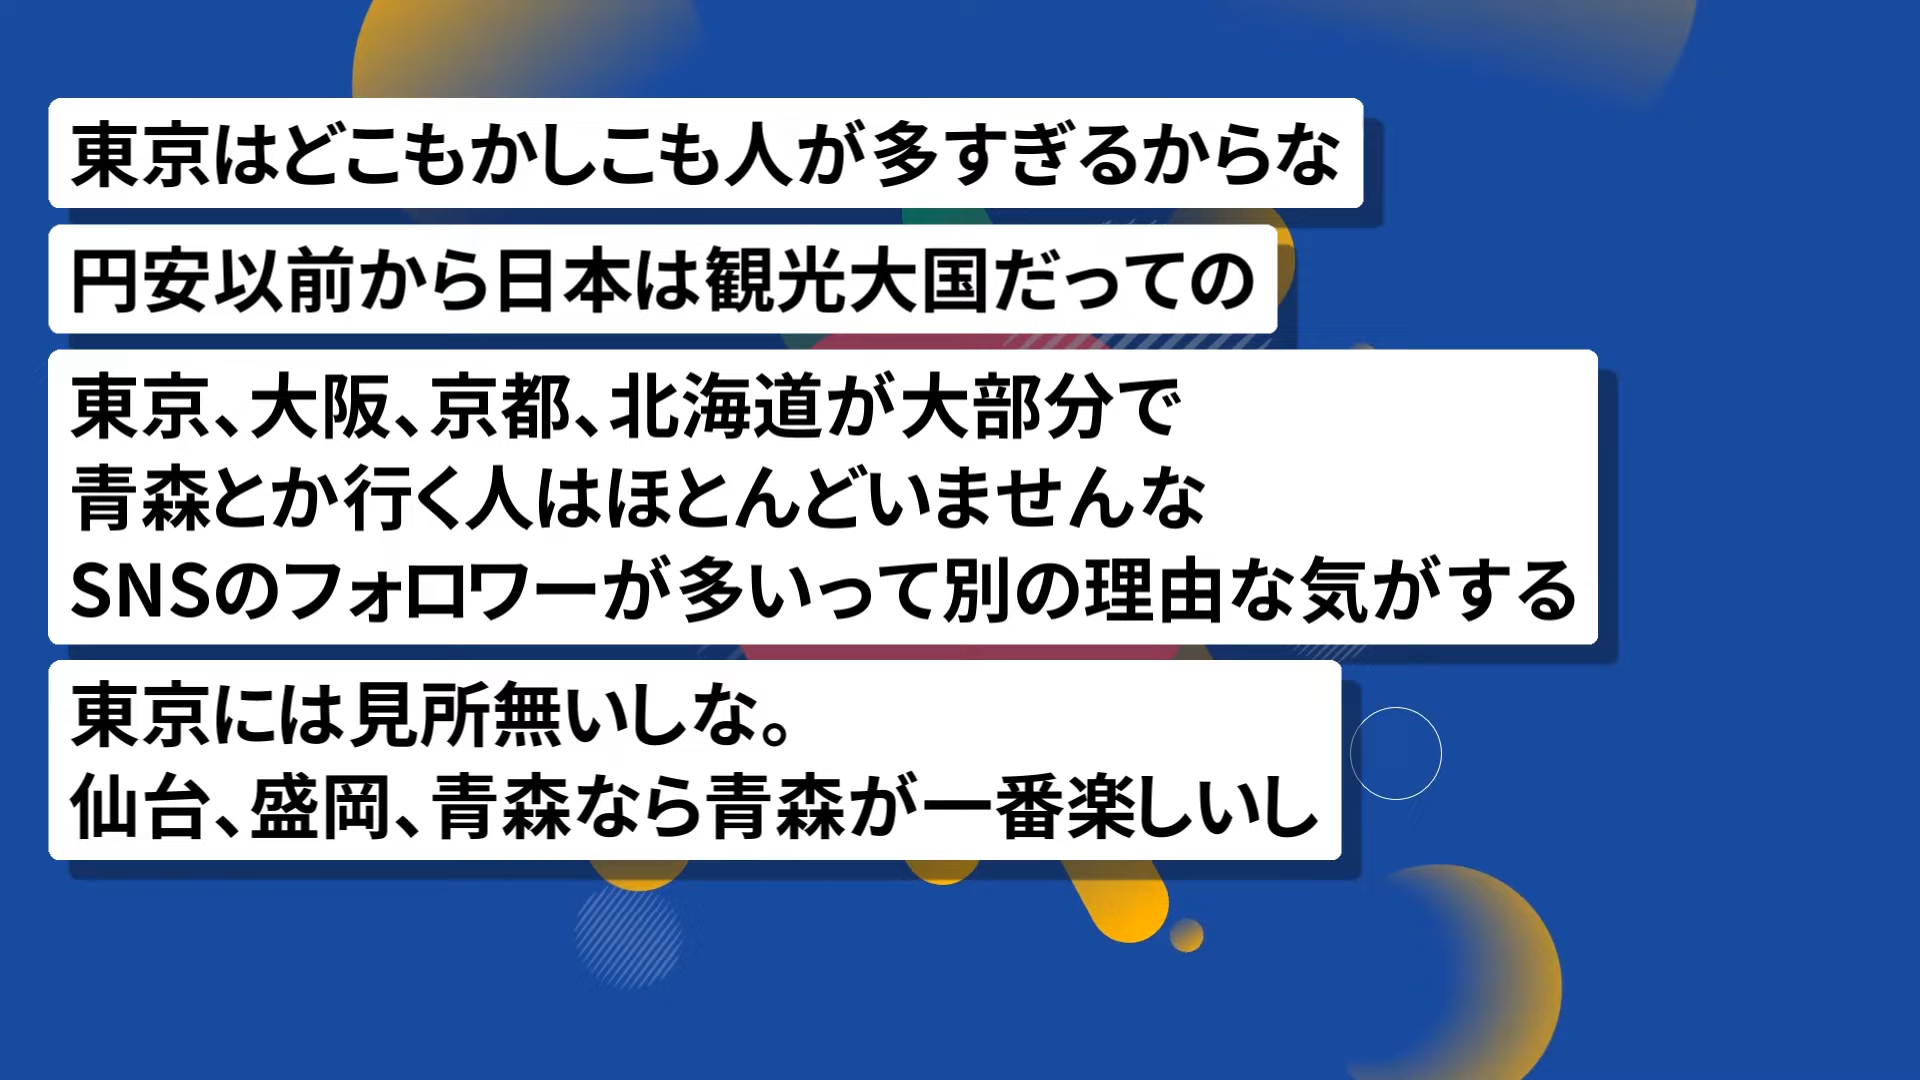 東京はどこもかしこも人が多すぎるからな
円安以前から日本は観光大国だっての
東京、大阪、京都、北海道が大部分で
青森とか行く人はほとんどいませんな
SNSのフォロワーが多いって別の理由な気がする
東京には見所無いしな。
仙台、盛岡、青森なら青森が一番楽しいし